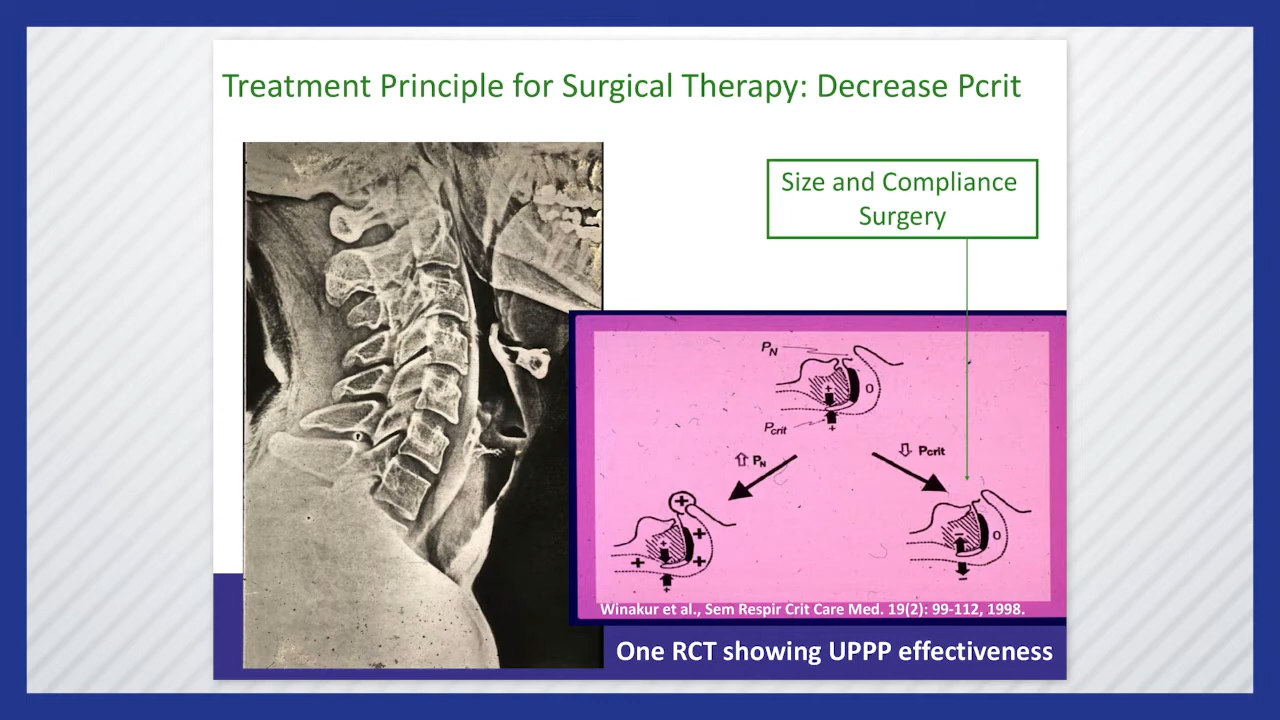 Treatment Principle for Surgical Therapy: Decrease Pcrit
Size and Compliance
Surgery
PN
O
+
Pcrit
+
⇧ PN
⇩ Pcrit
+
+
+
+
+
+
−
O
−
Winakur et al., Sem Respir Crit Care Med. 19(2): 99-112, 1998.
One RCT showing UPPP effectiveness